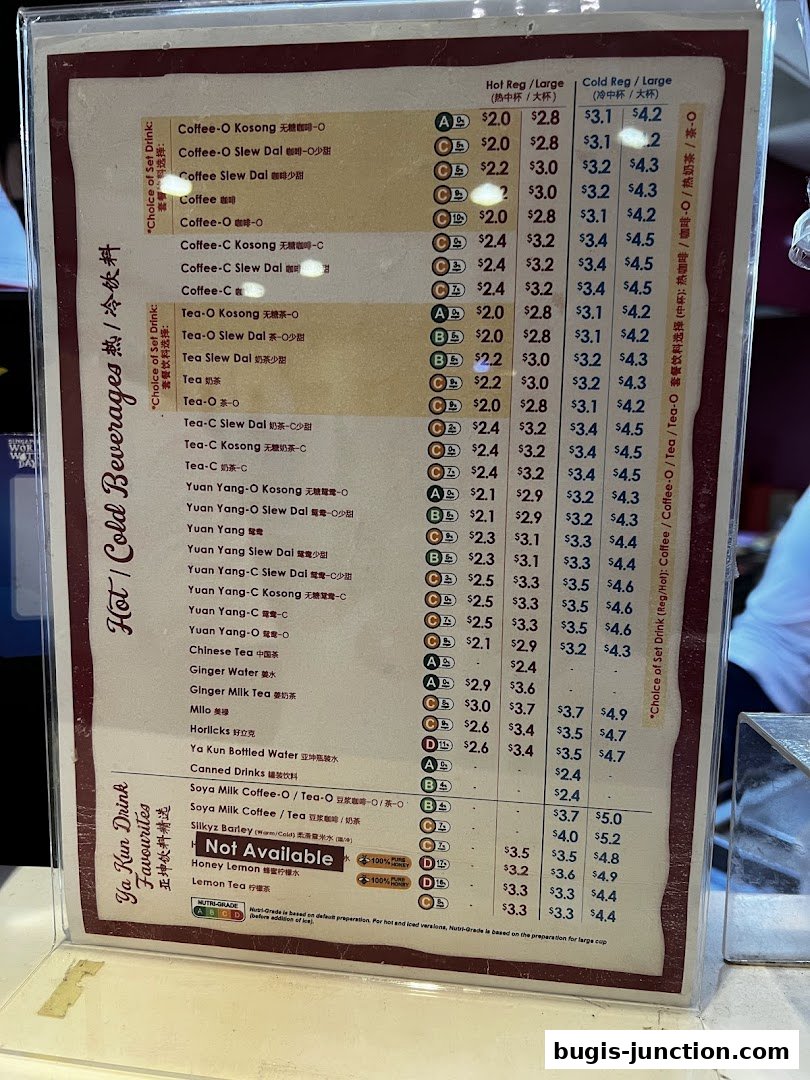 Hot Reg / Large Cold Reg / Large
(热中杯 / 大杯) (冷中杯 / 大杯)
*Choice of Set Drink:
套餐饮料选择:
Coffee-O Kosong 无糖咖啡-O A 0% $2.0 $2.8 $3.1 $4.2
Coffee-O Siew Dai 咖啡-O少甜 C $2.0 $2.8 $3.1 .2
Coffee Siew Dai 咖啡少甜 C $2.2 $3.0 $3.2 $4.3
Coffee 咖啡 C 2 $3.0 $3.2 $4.3
Coffee-O 咖啡-O C 10% $2.0 $2.8 $3.1 $4.2
Coffee-C Kosong 无糖咖啡-C C $2.4 $3.2 $3.4 $4.5
Coffee-C Siew Dai 咖 C少甜 C $2.4 $3.2 $3.4 $4.5
Coffee-C C 7% $2.4 $3.2 $3.4 $4.5
Hot / Cold Beverages 热 / 冷饮料
*Choice of Set Drink:
套餐饮料选择:
Tea-O Kosong 无糖茶-O A 0% $2.0 $2.8 $3.1 $4.2
Tea-O Siew Dai 茶-O少甜 B $2.0 $2.8 $3.1 $4.2
Tea Siew Dai 奶茶少甜 B $2.2 $3.0 $3.2 $4.3
Tea 奶茶 C $2.2 $3.0 $3.2 $4.3
Tea-O 茶-O C $2.0 $2.8 $3.1 $4.2
Tea-C Siew Dai 奶茶-C少甜 C $2.4 $3.2 $3.4 $4.5
Tea-C Kosong 无糖奶茶-C C 0% $2.4 $3.2 $3.4 $4.5
Tea-C 奶茶-C C 7% $2.4 $3.2 $3.4 $4.5
Yuan Yang-O Kosong 无糖鸳鸯-O A 0% $2.1 $2.9 $3.2 $4.3
Yuan Yang-O Siew Dai 鸳鸯-O少甜 B $2.1 $2.9 $3.2 $4.3
Yuan Yang 鸳鸯 C $2.3 $3.1 $3.3 $4.4
Yuan Yang Siew Dai 鸳鸯少甜 B $2.3 $3.1 $3.3 $4.4
Yuan Yang-C Siew Dai 鸳鸯-C少甜 C $2.5 $3.3 $3.5 $4.6
Yuan Yang-C Kosong 无糖鸳鸯-C C 0% $2.5 $3.3 $3.5 $4.6
Yuan Yang-C 鸳鸯-C C 7% $2.5 $3.3 $3.5 $4.6
Yuan Yang-O 鸳鸯-O C $2.1 $2.9 $3.2 $4.3
Chinese Tea 中国茶 A 0% - $2.4 - -
Ginger Water 姜水 A 0% $2.9 $3.6 - -
Ginger Milk Tea 姜奶茶 C $3.0 $3.7 $3.7 $4.9
Milo 美禄 C $2.6 $3.4 $3.5 $4.7
Horlicks 好立克 D 11% $2.6 $3.4 $3.5 $4.7
Ya Kun Bottled Water 亚坤瓶装水 A 0% - - $2.4 -
Canned Drinks 罐装饮料 B - - $2.4 -
Ya Kun Drink
Favourites
亚坤饮料精选
Soya Milk Coffee-O / Tea-O 豆浆咖啡-O / 茶-O B 4% - - $3.7 $5.0
Soya Milk Coffee / Tea 豆浆咖啡 / 奶茶 C 7% - - $4.0 $5.2
Silkyz Barley (Warm/Cold) 柔滑薏米水 C 7% - $3.5 $3.5 $4.8
H Not Available 水 100% PURE HONEY D $3.2 $3.6 $4.9
Honey Lemon 蜂蜜柠檬水 100% PURE HONEY D $3.3 $3.3 $4.4
Lemon Tea 柠檬茶 C $3.3 $3.3 $4.4
NUTRI-GRADE
A B C D
Nutri-Grade is based on default preparation. For hot and iced versions, Nutri-Grade is based on the preparation for large cup
(before addition of ice).
*Choice of Set Drink (Reg/Hot): Coffee / Coffee-O / Tea / Tea-O 套餐饮料选择 (中杯): 热咖啡 / 咖啡-O / 热奶茶 / 茶-O
bugis-junction.com